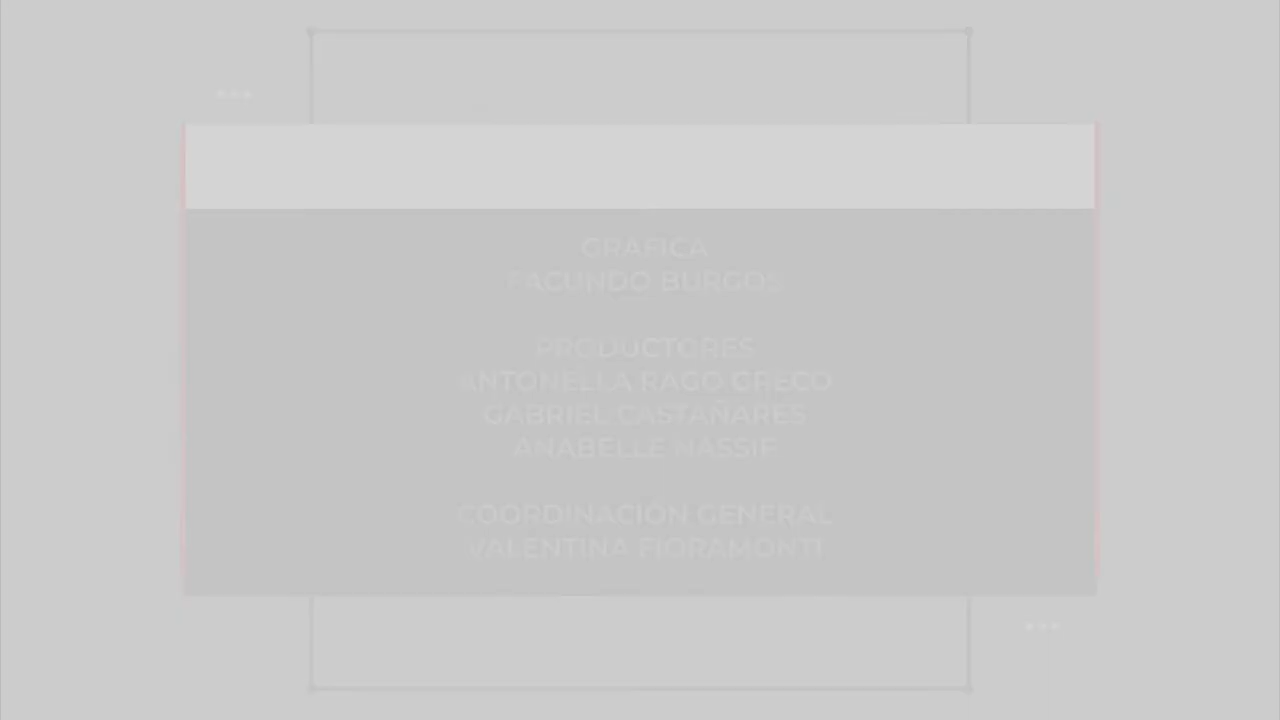 GRAFICA
FACUNDO BURGOS
PRODUCTORES
ANTONELLA RAGO GRECO
GABRIEL CASTAÑARES
ANABELLE NASSIF
COORDINACIÓN GENERAL
VALENTINA FIORAMONTI